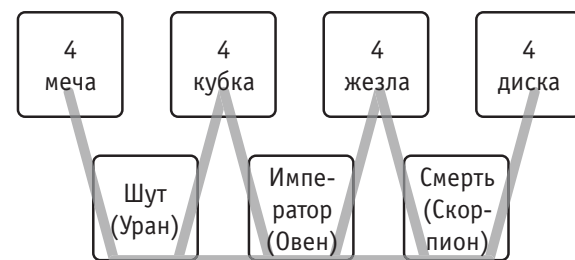 4
меча
4
кубка
4
жезла
4
диска
Шут
(Уран)
Импе-
ратор
(Овен)
Смерть
(Скор-
пион)